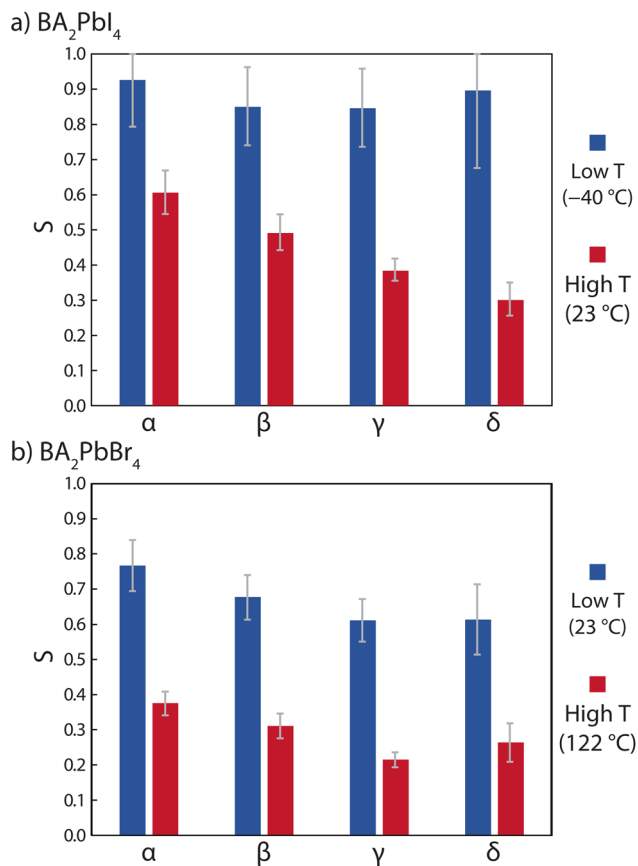 a) BA₂PbI₄
1.0
0.9
0.8
0.7
0.6
0.5
0.4
0.3
0.2
0.1
0.0
S
α β γ δ
Low T
(−40 °C)
High T
(23 °C)
b) BA₂PbBr₄
1.0
0.9
0.8
0.7
0.6
0.5
0.4
0.3
0.2
0.1
0.0
S
α β γ δ
Low T
(23 °C)
High T
(122 °C)